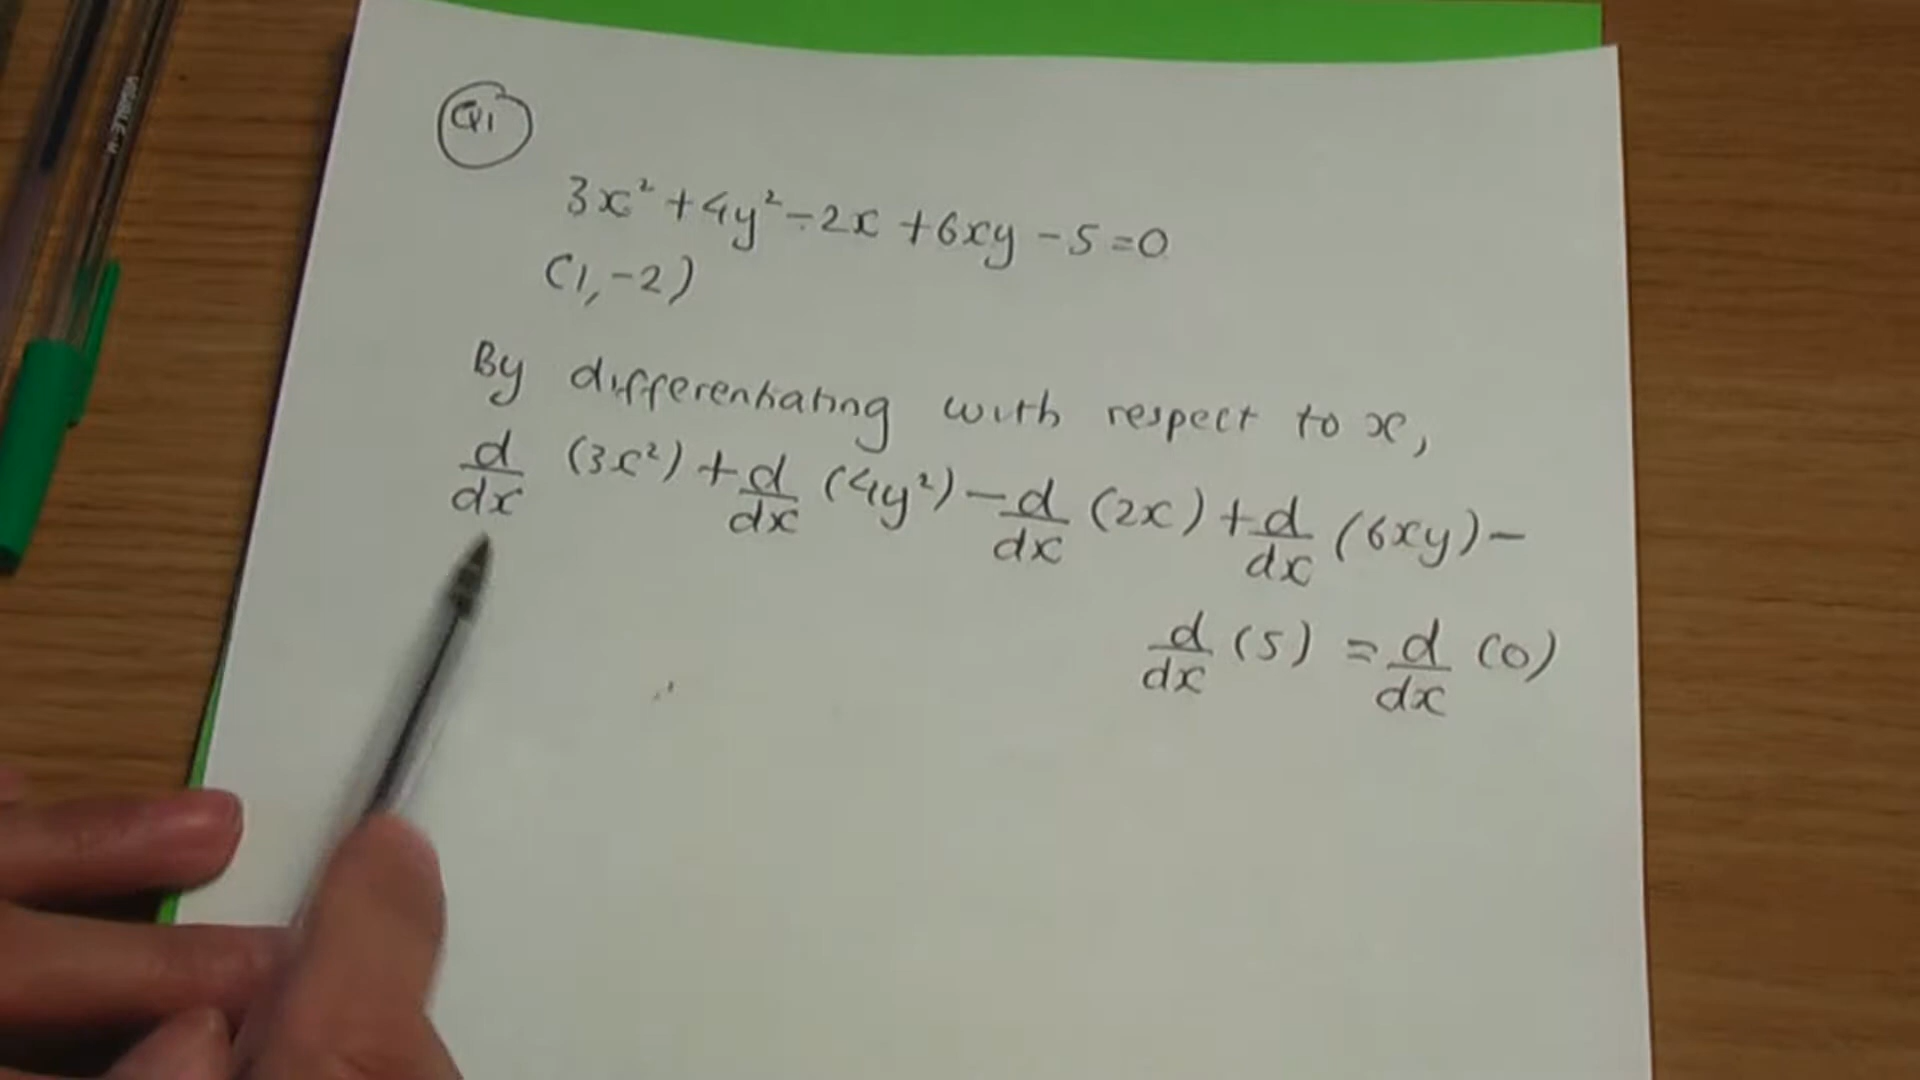 Q1
3x² + 4y² - 2x + 6xy - 5 = 0
(1, -2)
By differentiating with respect to x,
d/dx (3x²) + d/dx (4y²) - d/dx (2x) + d/dx (6xy) -
d/dx (5) = d/dx (0)